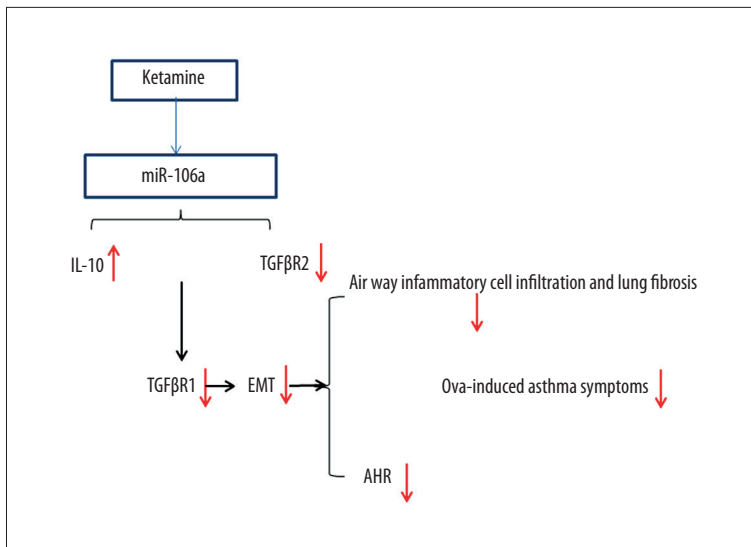 Ketamine
miR-106a
IL-10
TGFβR2
Air way infammatory cell infiltration and lung fibrosis
TGFβR1
EMT
Ova-induced asthma symptoms
AHR